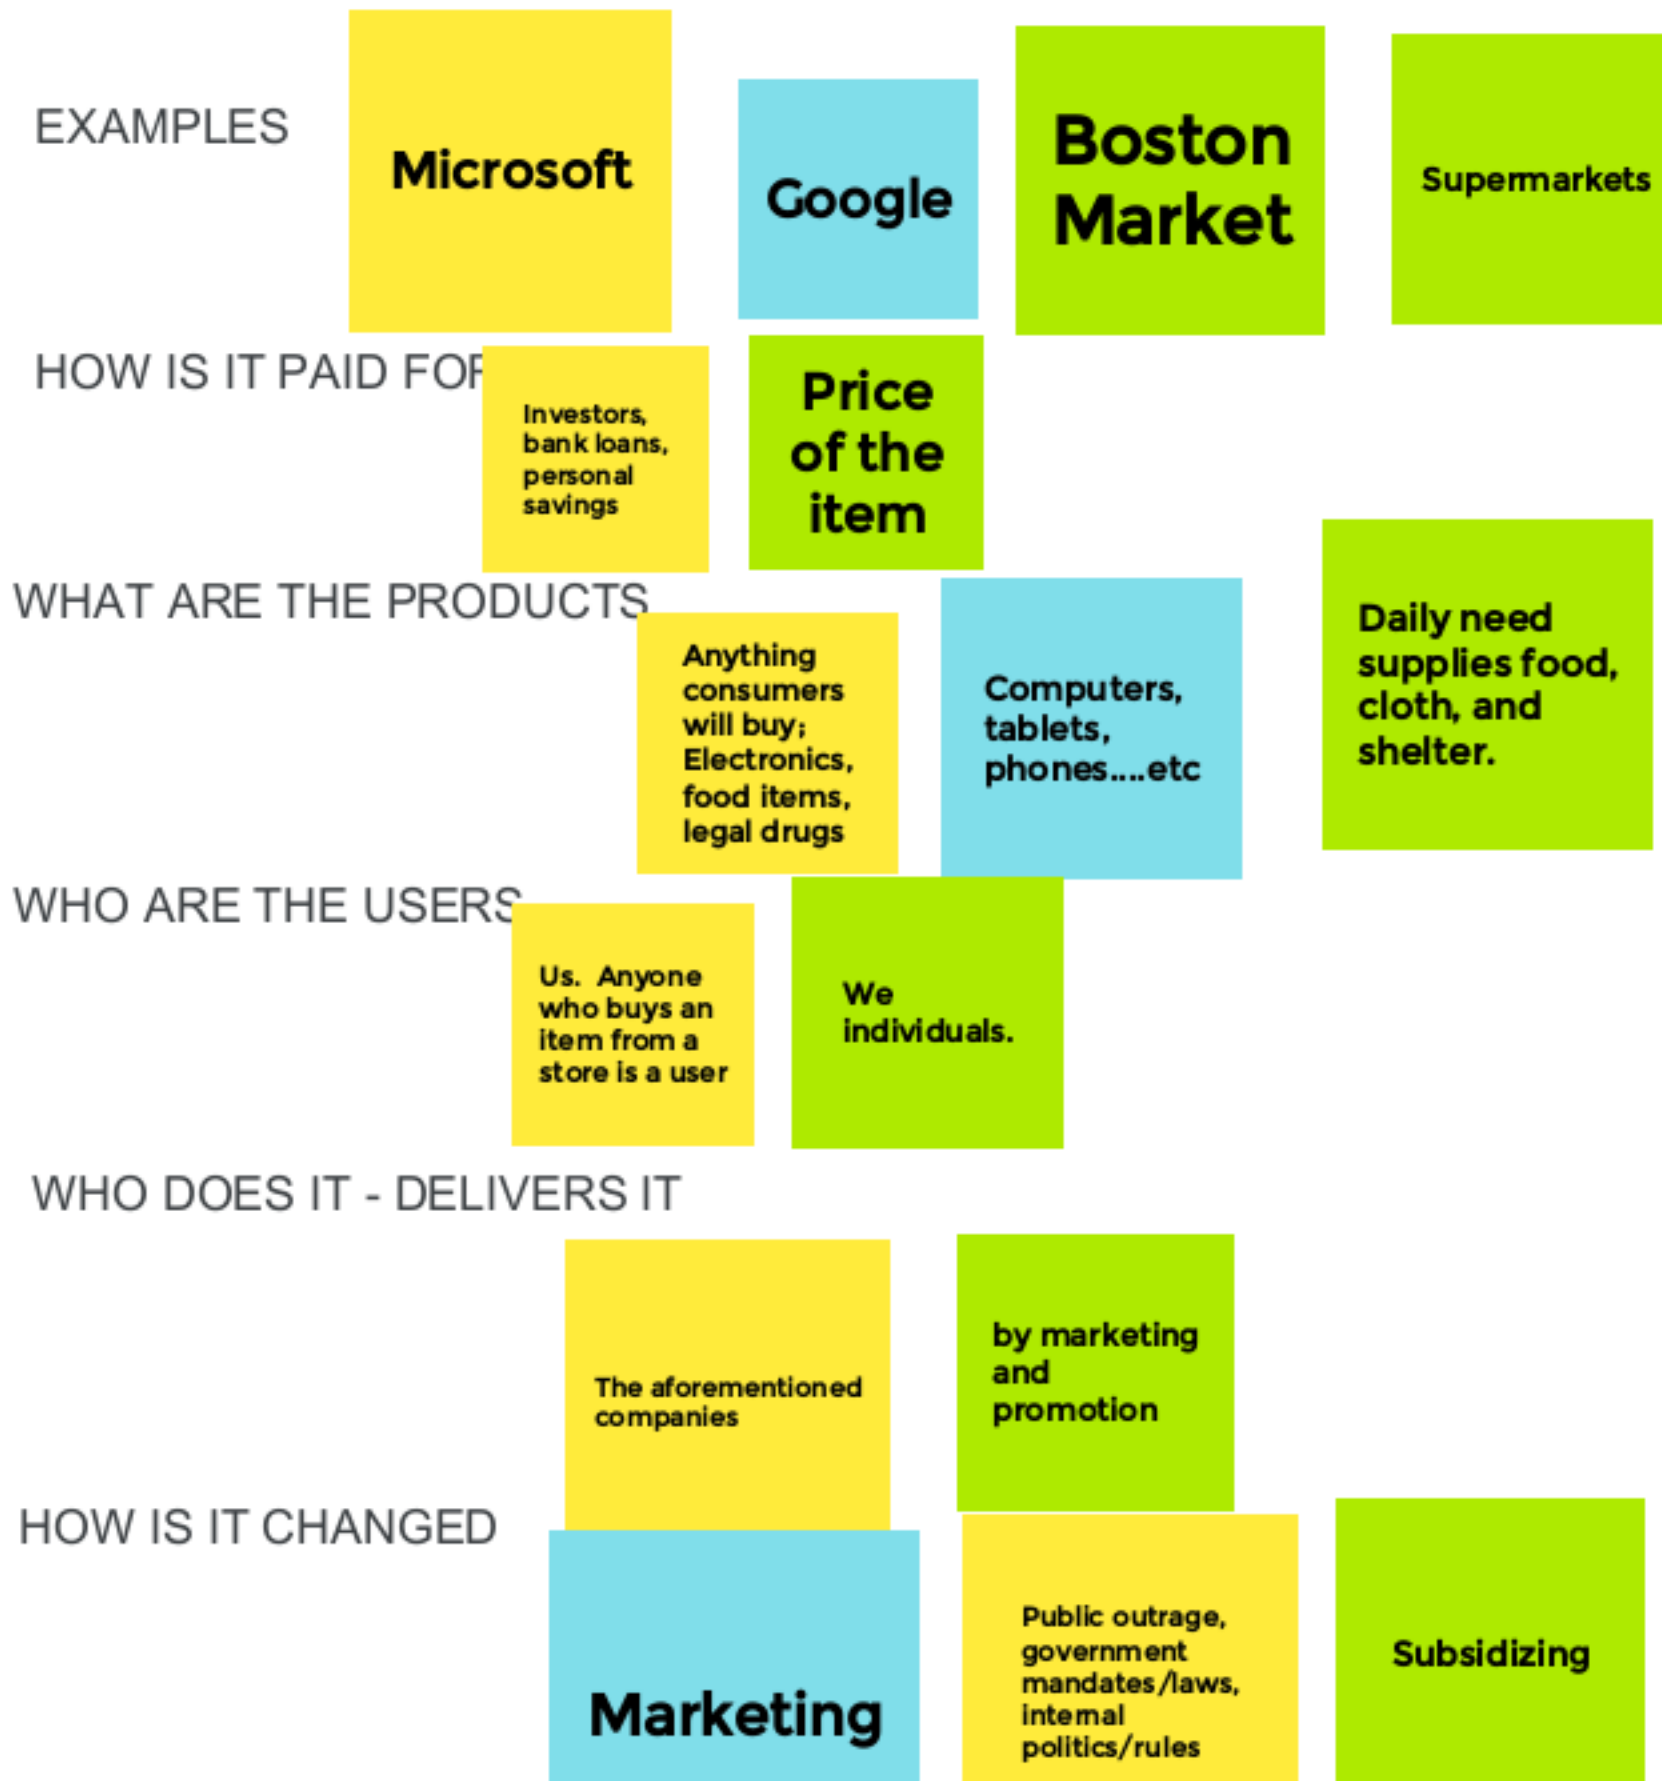 EXAMPLES
Microsoft
Google
Boston
Market
Supermarkets
HOW IS IT PAID FOR
Investors,
bank loans,
personal
savings
Price
of the
item
WHAT ARE THE PRODUCTS
Anything
consumers
will buy;
Electronics,
food items,
legal drugs
Computers,
tablets,
phones....etc
Daily need
supplies food,
cloth, and
shelter.
WHO ARE THE USERS
Us.  Anyone
who buys an
item from a
store is a user
We
individuals.
WHO DOES IT - DELIVERS IT
The aforementioned
companies
by marketing
and
promotion
HOW IS IT CHANGED
Marketing
Public outrage,
government
mandates/laws,
internal
politics/rules
Subsidizing